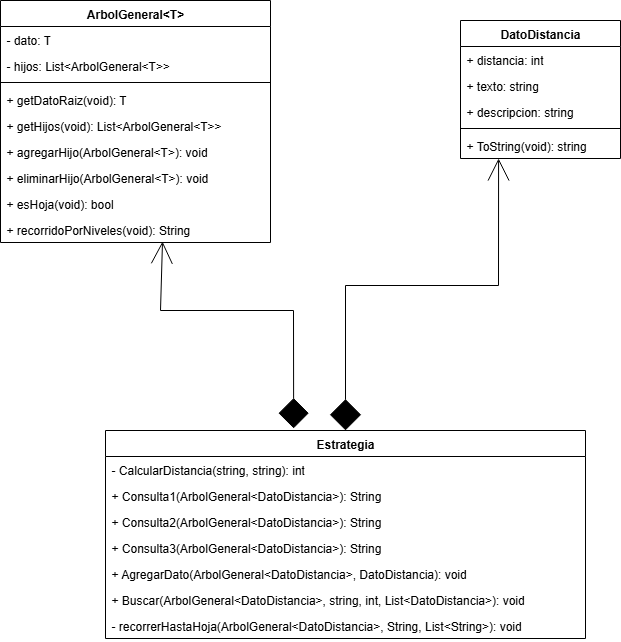 ArbolGeneral<T>
- dato: T
- hijos: List<ArbolGeneral<T>>
+ getDatoRaiz(void): T
+ getHijos(void): List<ArbolGeneral<T>>
+ agregarHijo(ArbolGeneral<T>): void
+ eliminarHijo(ArbolGeneral<T>): void
+ esHoja(void): bool
+ recorridoPorNiveles(void): String
DatoDistancia
+ distancia: int
+ texto: string
+ descripcion: string
+ ToString(void): string
Estrategia
- CalcularDistancia(string, string): int
+ Consulta1(ArbolGeneral<DatoDistancia>): String
+ Consulta2(ArbolGeneral<DatoDistancia>): String
+ Consulta3(ArbolGeneral<DatoDistancia>): String
+ AgregarDato(ArbolGeneral<DatoDistancia>, DatoDistancia): void
+ Buscar(ArbolGeneral<DatoDistancia>, string, int, List<DatoDistancia>): void
- recorrerHastaHoja(ArbolGeneral<DatoDistancia>, String, List<String>): void